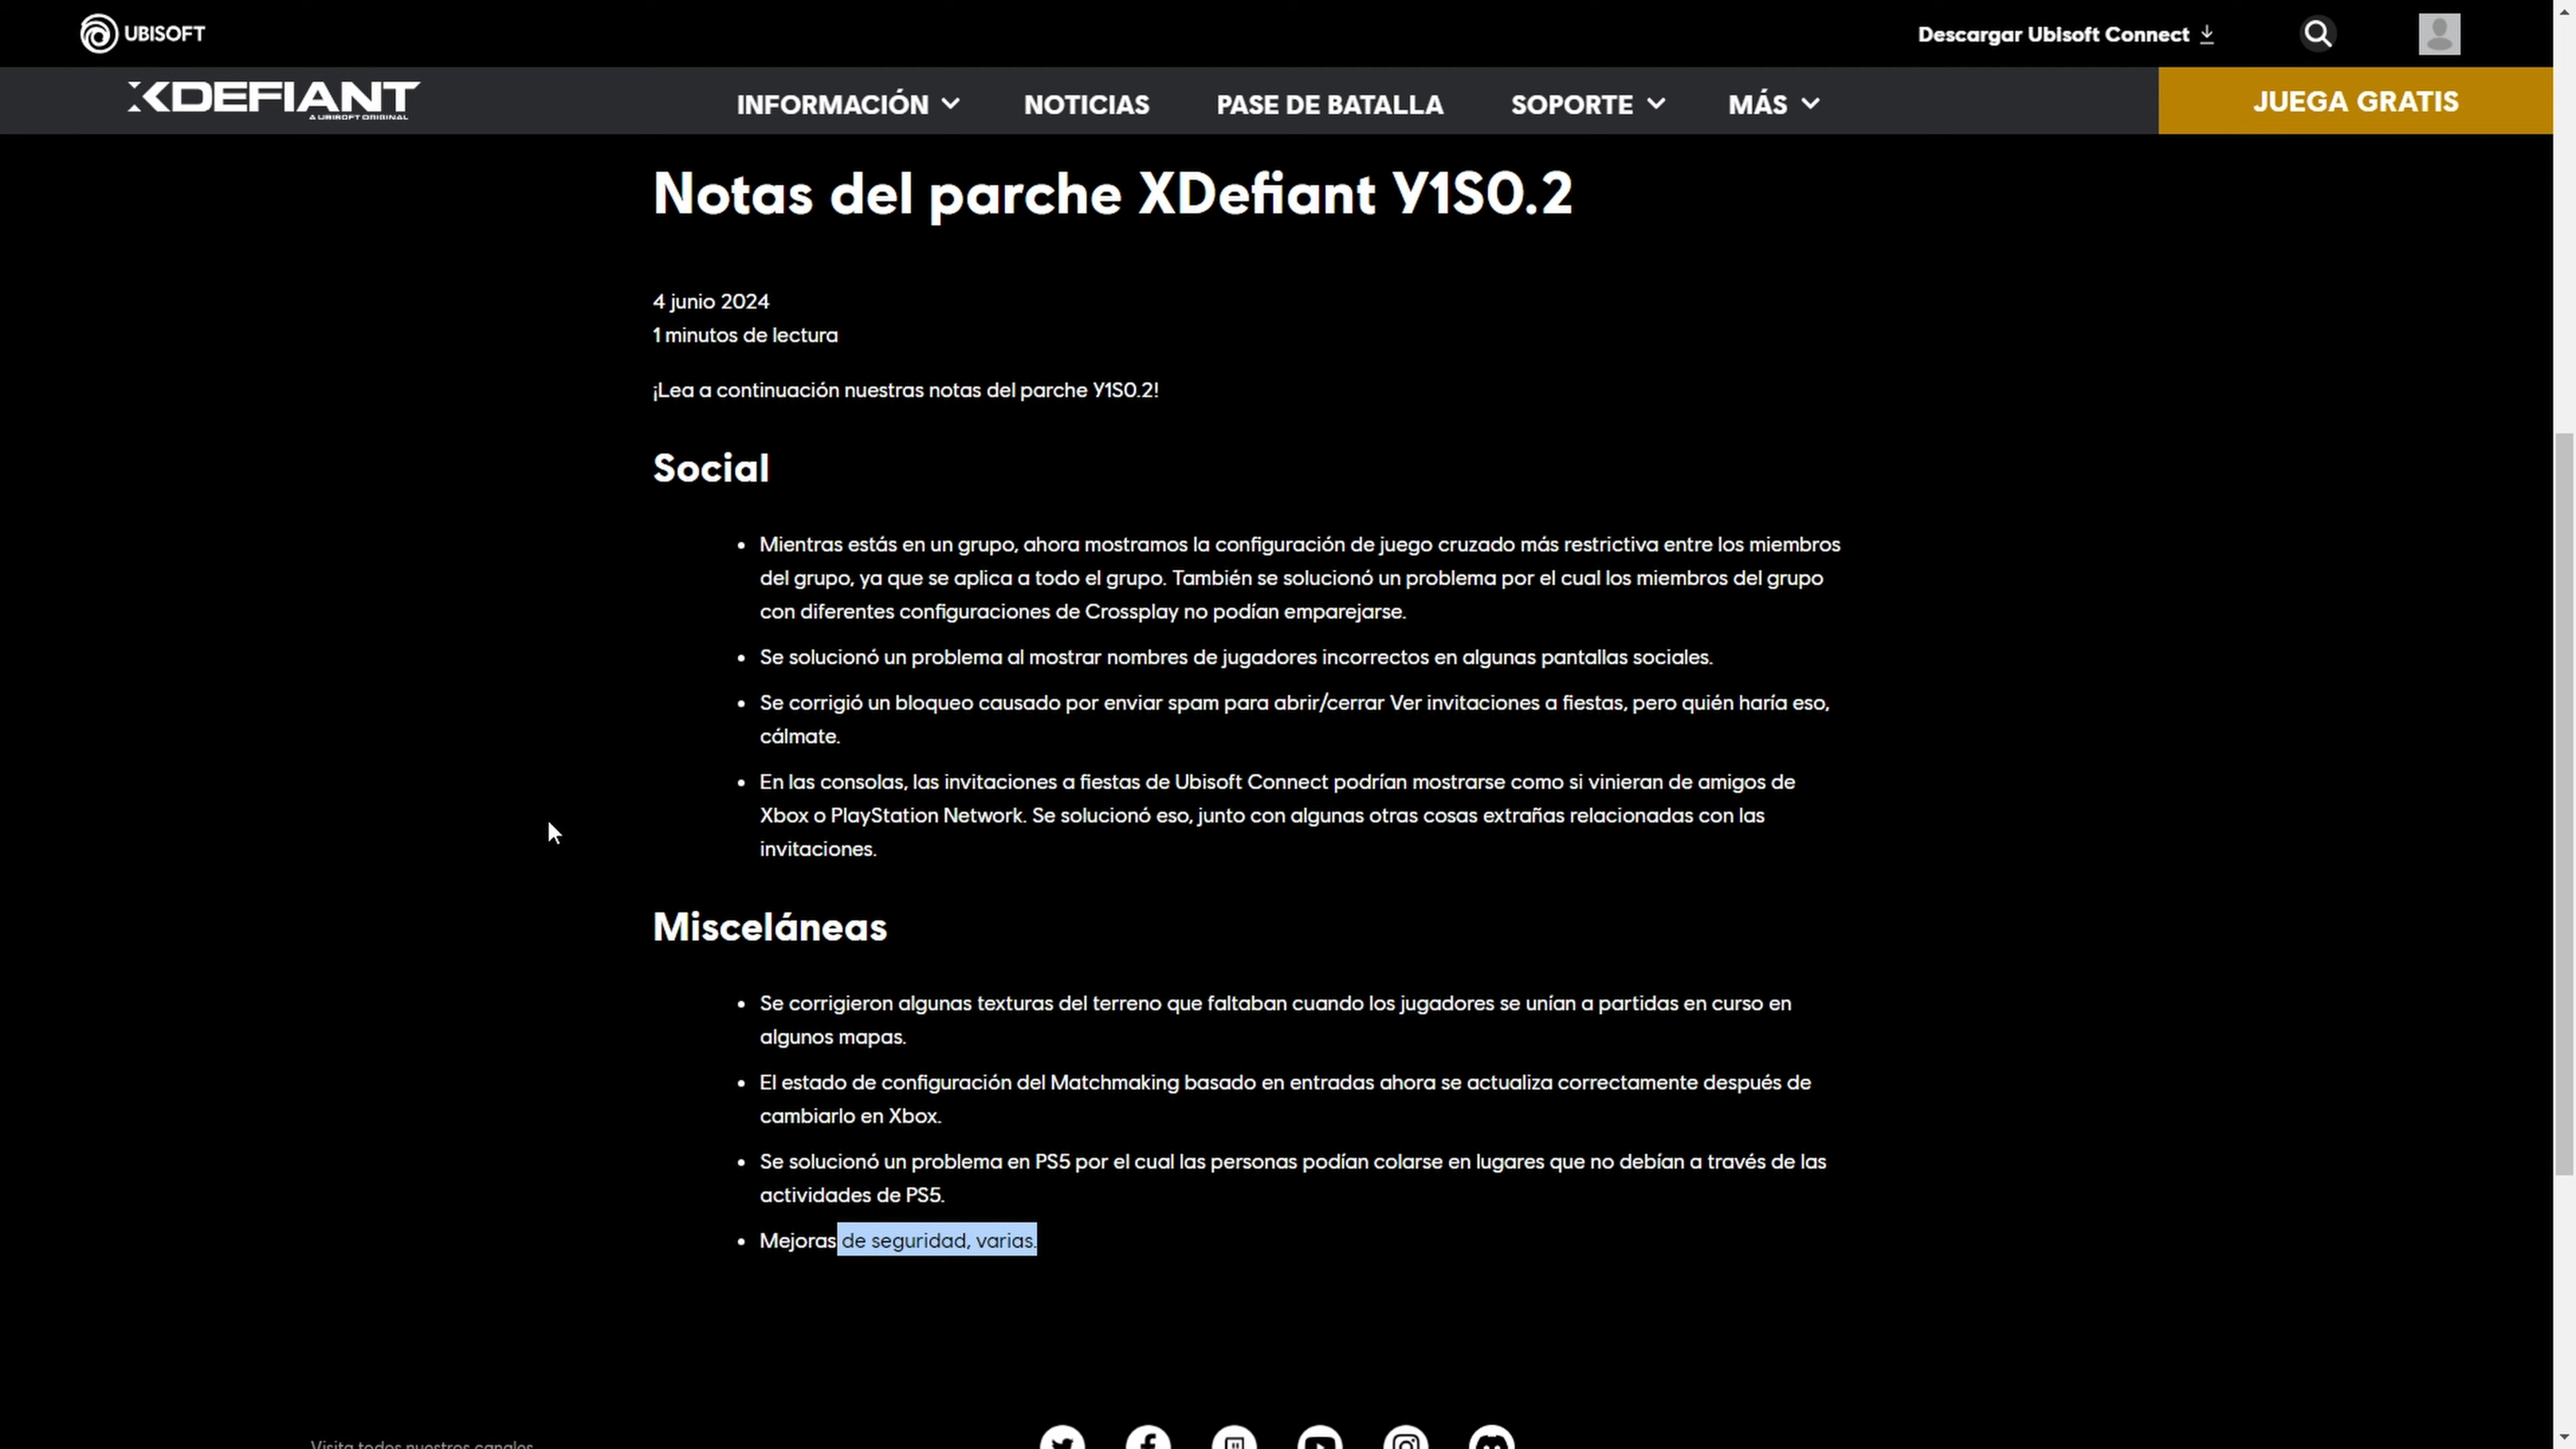 UBISOFT
Descargar Ubisoft Connect
XDEFIANT
A UBISOFT ORIGINAL
INFORMACIÓN
NOTICIAS
PASE DE BATALLA
SOPORTE
MÁS
JUEGA GRATIS
Notas del parche XDefiant Y1S0.2
4 junio 2024
1 minutos de lectura
¡Lea a continuación nuestras notas del parche Y1S0.2!
Social
• Mientras estás en un grupo, ahora mostramos la configuración de juego cruzado más restrictiva entre los miembros
del grupo, ya que se aplica a todo el grupo. También se solucionó un problema por el cual los miembros del grupo
con diferentes configuraciones de Crossplay no podían emparejarse.
• Se solucionó un problema al mostrar nombres de jugadores incorrectos en algunas pantallas sociales.
• Se corrigió un bloqueo causado por enviar spam para abrir/cerrar Ver invitaciones a fiestas, pero quién haría eso,
cálmate.
• En las consolas, las invitaciones a fiestas de Ubisoft Connect podrían mostrarse como si vinieran de amigos de
Xbox o PlayStation Network. Se solucionó eso, junto con algunas otras cosas extrañas relacionadas con las
invitaciones.
Misceláneas
• Se corrigieron algunas texturas del terreno que faltaban cuando los jugadores se unían a partidas en curso en
algunos mapas.
• El estado de configuración del Matchmaking basado en entradas ahora se actualiza correctamente después de
cambiarlo en Xbox.
• Se solucionó un problema en PS5 por el cual las personas podían colarse en lugares que no debían a través de las
actividades de PS5.
• Mejoras de seguridad, varias.
Visita todos nuestros canales